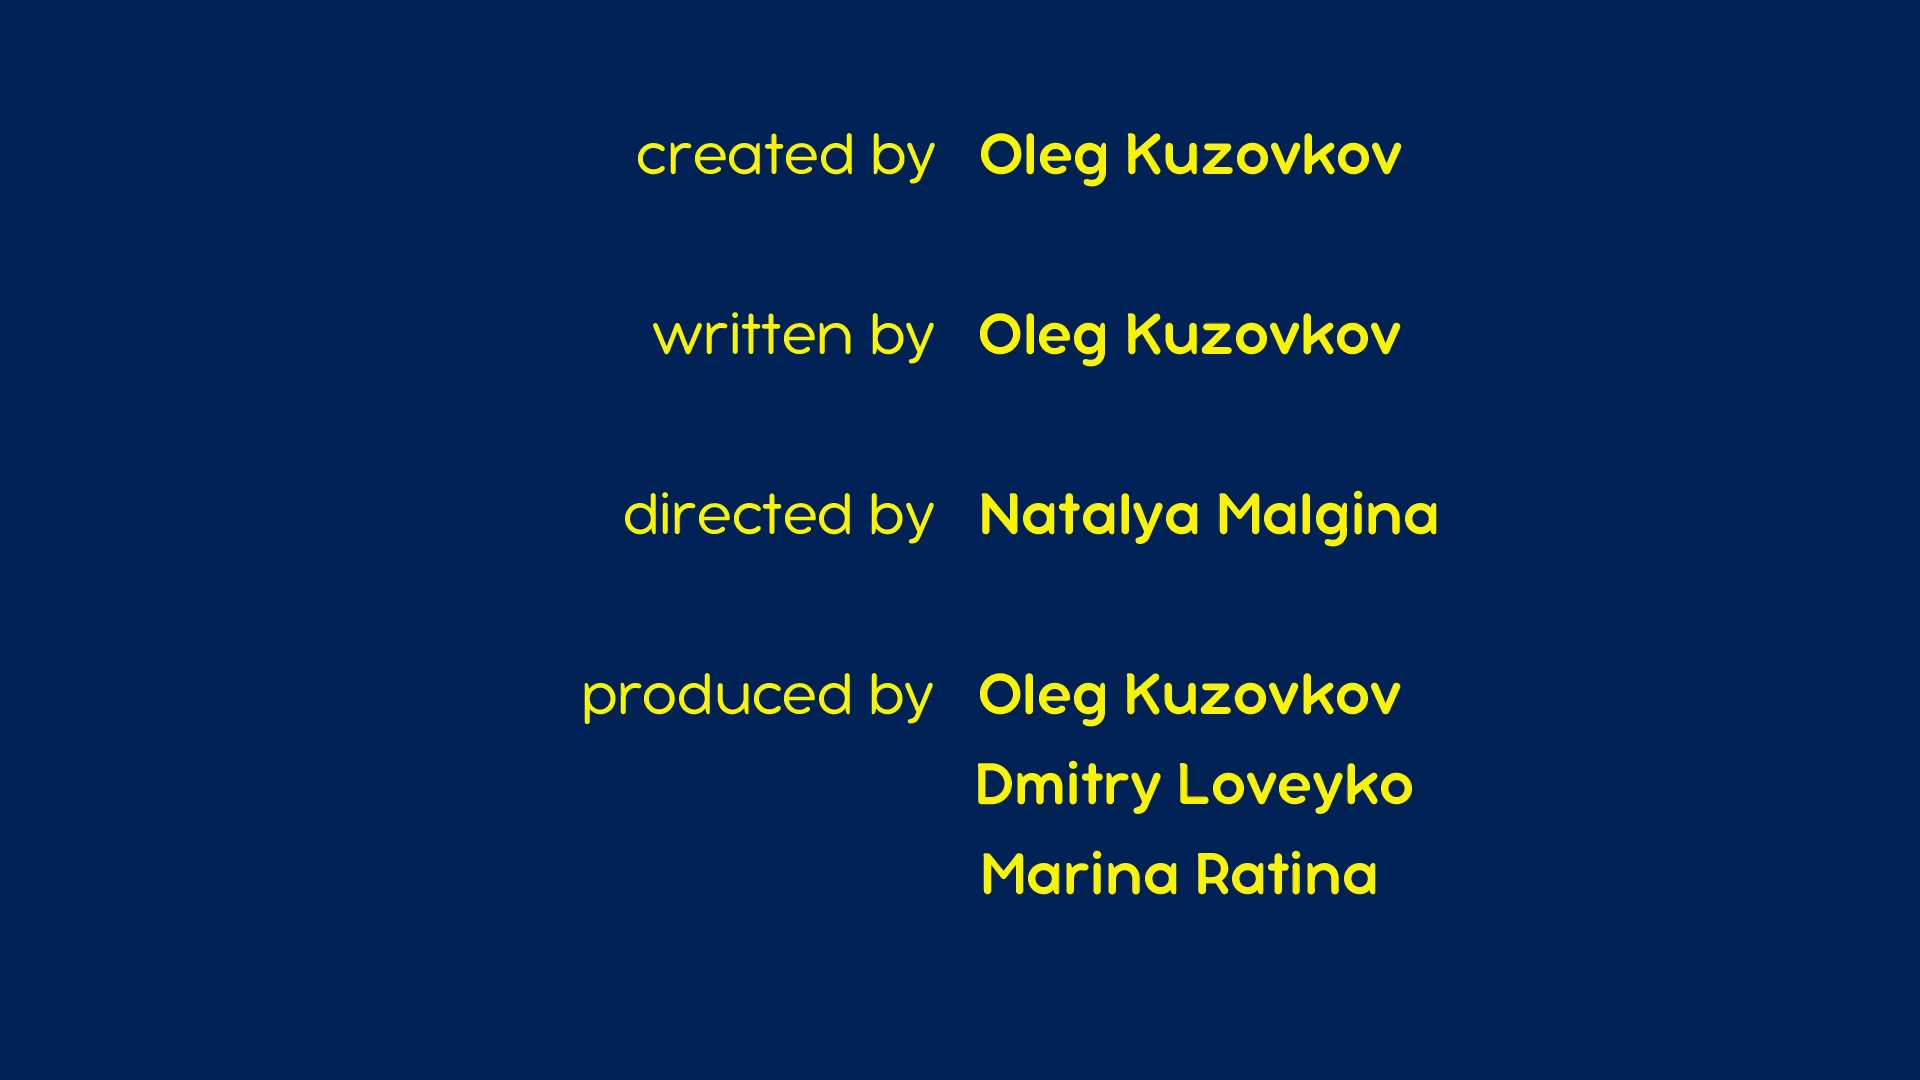 created by Oleg Kuzovkov
written by Oleg Kuzovkov
directed by Natalya Malgina
produced by Oleg Kuzovkov
Dmitry Loveyko
Marina Ratina